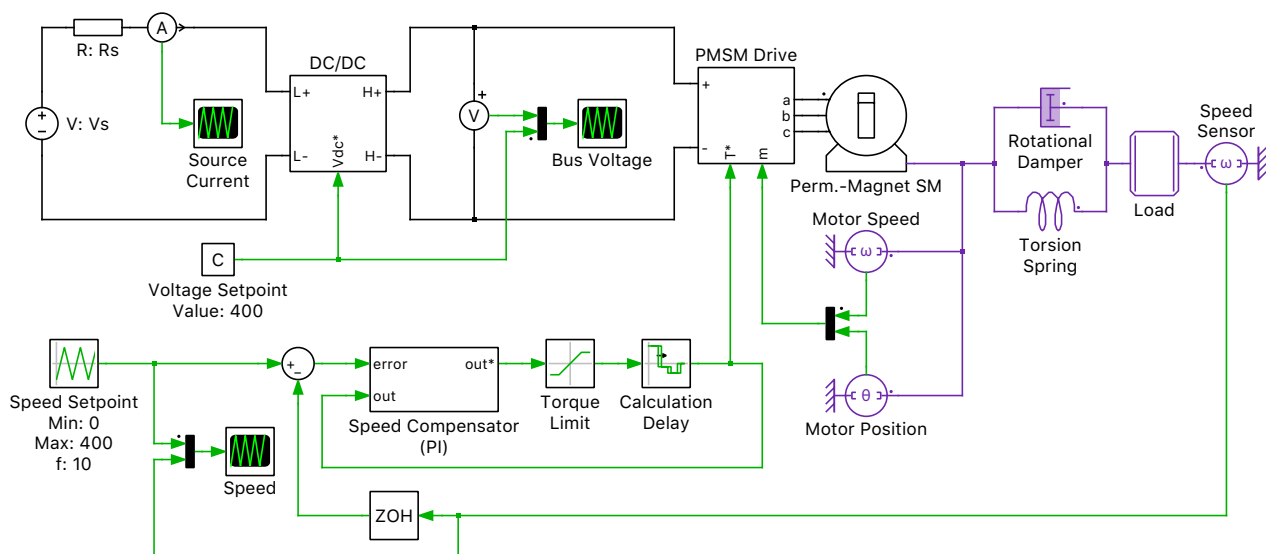 R: Rs
A
DC/DC
PMSM Drive
V: Vs
L+
H+
L-
H-
Vdc*
Source
Current
+
V
Bus Voltage
+
-
a
b
c
T*
m
Perm.-Magnet SM
Rotational
Damper
Torsion
Spring
Load
Speed
Sensor
ω
C
Voltage Setpoint
Value: 400
Motor Speed
ω
θ
Motor Position
Speed Setpoint
Min: 0
Max: 400
f: 10
+
-
error
out*
out
Speed Compensator
(PI)
Torque
Limit
Calculation
Delay
Speed
ZOH